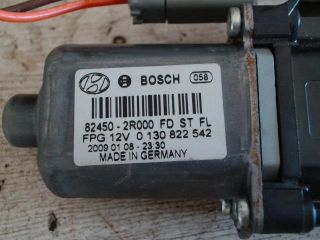 BOSCH 058
82450-2R000 FD ST FL
FPG 12V 0 130 822 542
2009 01 08 - 23:30
MADE IN GERMANY